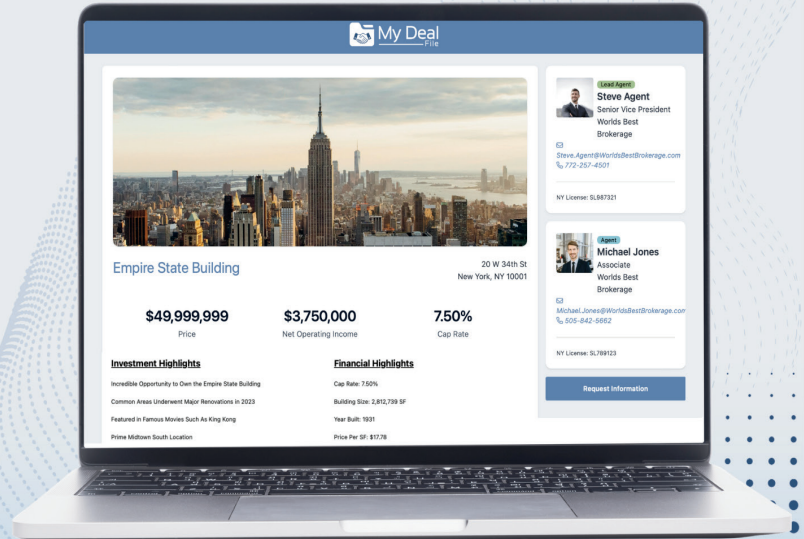 My Deal
File
Empire State Building
20 W 34th St
New York, NY 10001
$49,999,999
Price
$3,750,000
Net Operating Income
7.50%
Cap Rate
Investment Highlights
Incredible Opportunity to Own the Empire State Building
Common Areas Underwent Major Renovations in 2023
Featured in Famous Movies Such As King Kong
Prime Midtown South Location
Financial Highlights
Cap Rate: 7.50%
Building Size: 2,812,739 SF
Year Built: 1931
Price Per SF: $17.78
Lead Agent
Steve Agent
Senior Vice President
Worlds Best
Brokerage
Steve.Agent@WorldsBestBrokerage.com
772-257-4501
NY License: SL987321
Agent
Michael Jones
Associate
Worlds Best
Brokerage
Michael.Jones@WorldsBestBrokerage.com
505-842-5662
NY License: SL789123
Request Information